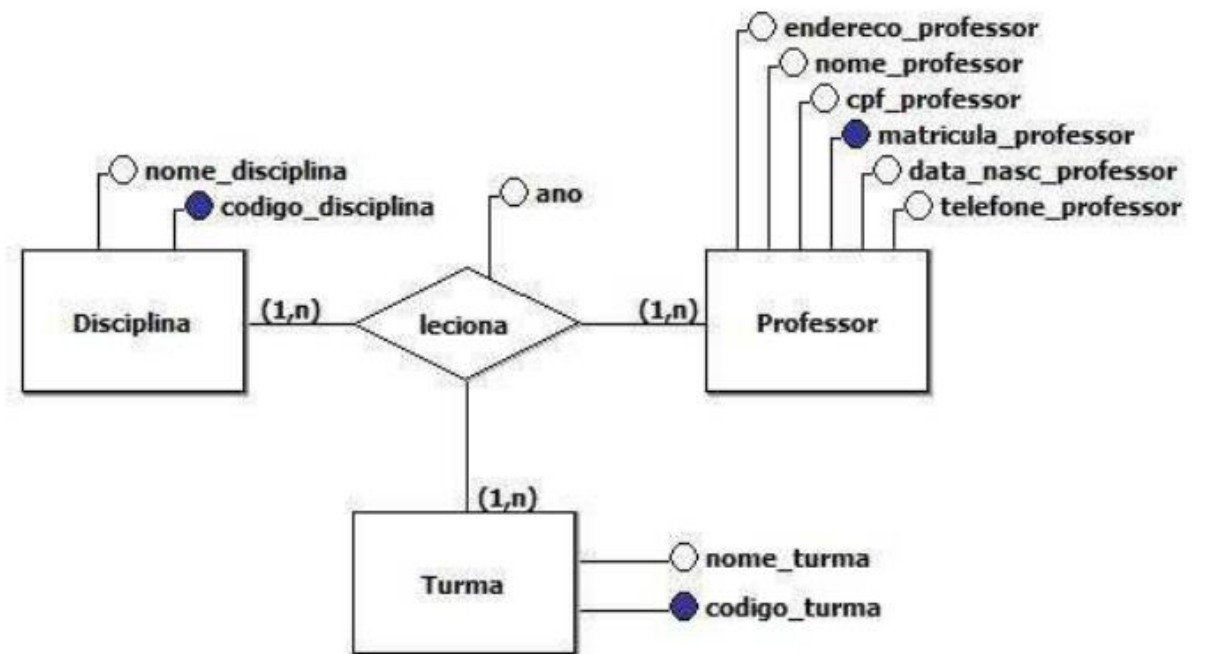 endereco_professor
nome_professor
cpf_professor
matricula_professor
data_nasc_professor
telefone_professor
nome_disciplina
codigo_disciplina
ano
Disciplina
(1,n)
leciona
(1,n)
Professor
(1,n)
Turma
nome_turma
codigo_turma